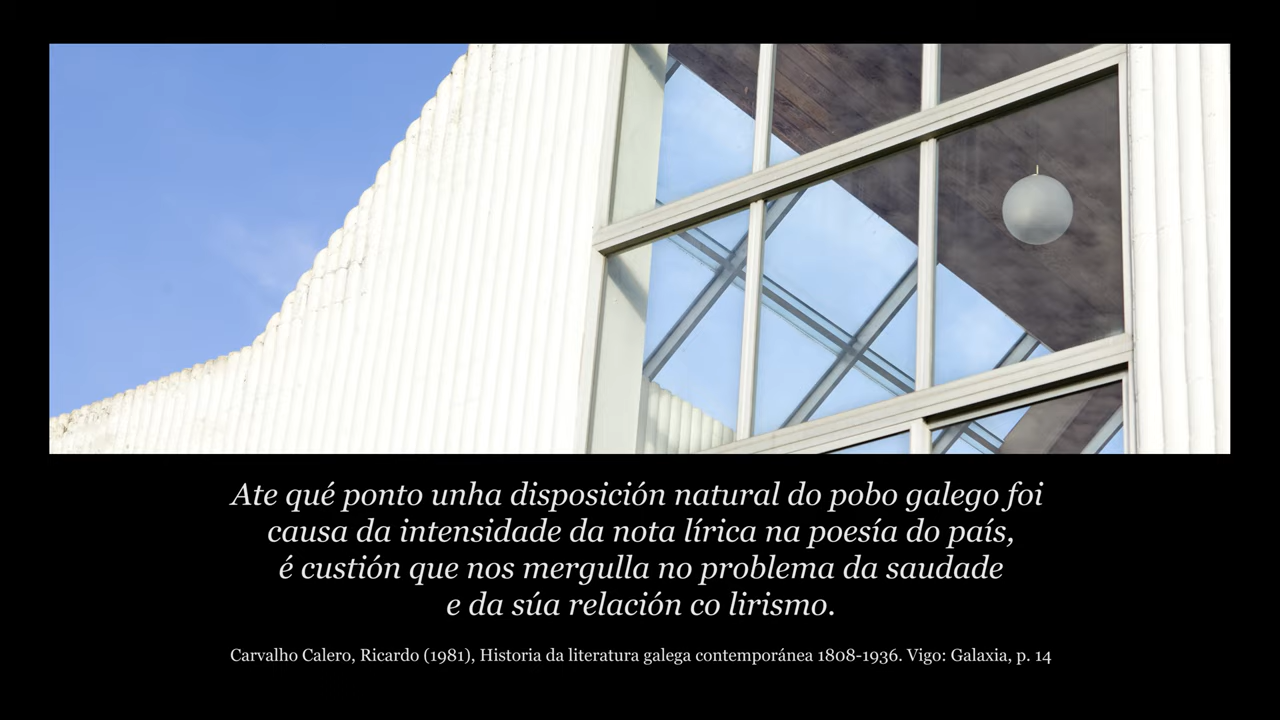 Ate qué ponto unha disposición natural do pobo galego foi
causa da intensidade da nota lírica na poesía do país,
é custión que nos mergulla no problema da saudade
e da súa relación co lirismo.
Carvalho Calero, Ricardo (1981), Historia da literatura galega contemporánea 1808-1936. Vigo: Galaxia, p. 14